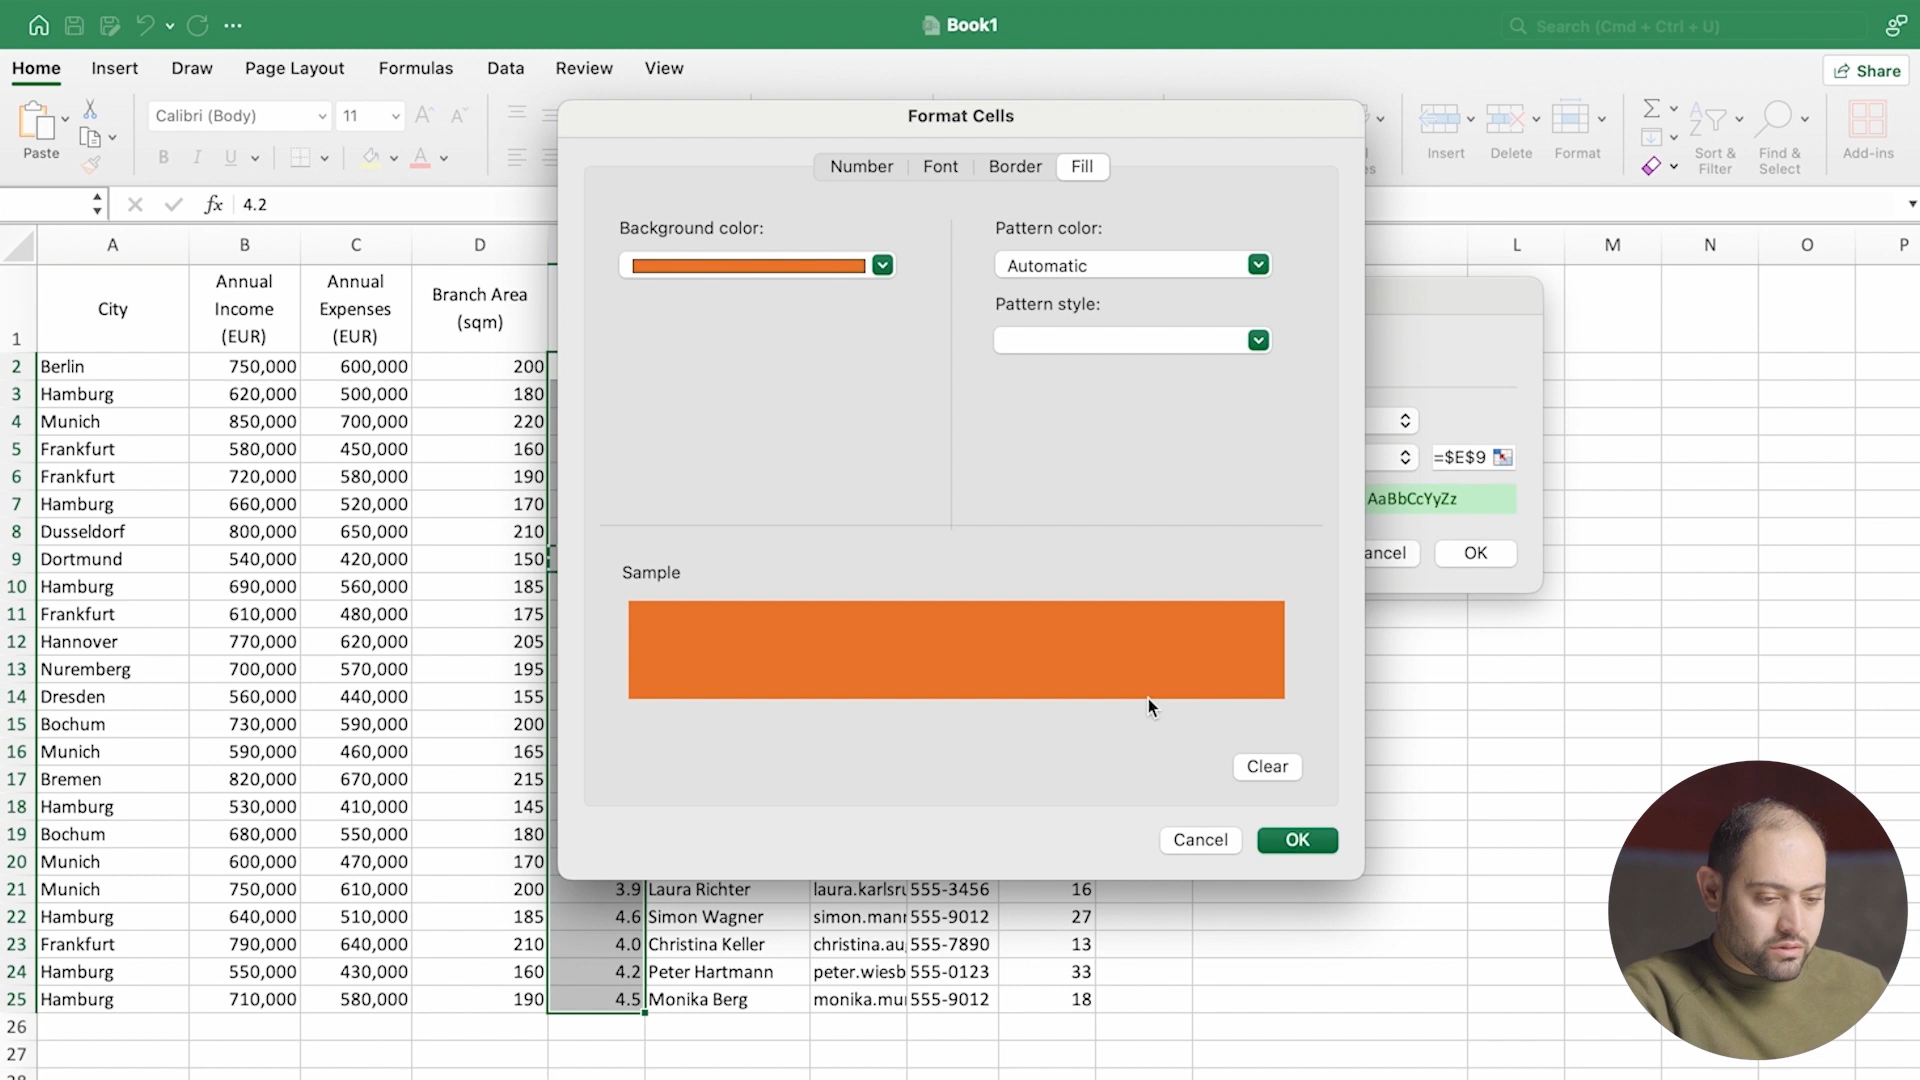 Book1
Search (Cmd + Ctrl + U)
Home Insert Draw Page Layout Formulas Data Review View
Share
Paste
Calibri (Body) 11
B I U
Insert Delete Format
Sort & Filter
Find & Select
Add-ins
fx 4.2
A B C D L M N O P
1 City Annual Income (EUR) Annual Expenses (EUR) Branch Area (sqm)
2 Berlin 750,000 600,000 200
3 Hamburg 620,000 500,000 180
4 Munich 850,000 700,000 220
5 Frankfurt 580,000 450,000 160
6 Frankfurt 720,000 580,000 190
7 Hamburg 660,000 520,000 170
8 Dusseldorf 800,000 650,000 210
9 Dortmund 540,000 420,000 150
10 Hamburg 690,000 560,000 185
11 Frankfurt 610,000 480,000 175
12 Hannover 770,000 620,000 205
13 Nuremberg 700,000 570,000 195
14 Dresden 560,000 440,000 155
15 Bochum 730,000 590,000 200
16 Munich 590,000 460,000 165
17 Bremen 820,000 670,000 215
18 Hamburg 530,000 410,000 145
19 Bochum 680,000 550,000 180
20 Munich 600,000 470,000 170
21 Munich 750,000 610,000 200 3.9 Laura Richter laura.karlsru 555-3456 16
22 Hamburg 640,000 510,000 185 4.6 Simon Wagner simon.man 555-9012 27
23 Frankfurt 790,000 640,000 210 4.0 Christina Keller christina.au 555-7890 13
24 Hamburg 550,000 430,000 160 4.2 Peter Hartmann peter.wiesb 555-0123 33
25 Hamburg 710,000 580,000 190 4.5 Monika Berg monika.mu 555-9012 18
26
27
Format Cells
Number Font Border Fill
Background color:
Pattern color:
Automatic
Pattern style:
Sample
Clear
Cancel OK
=$E$9
AaBbCcYyZz
ancel OK